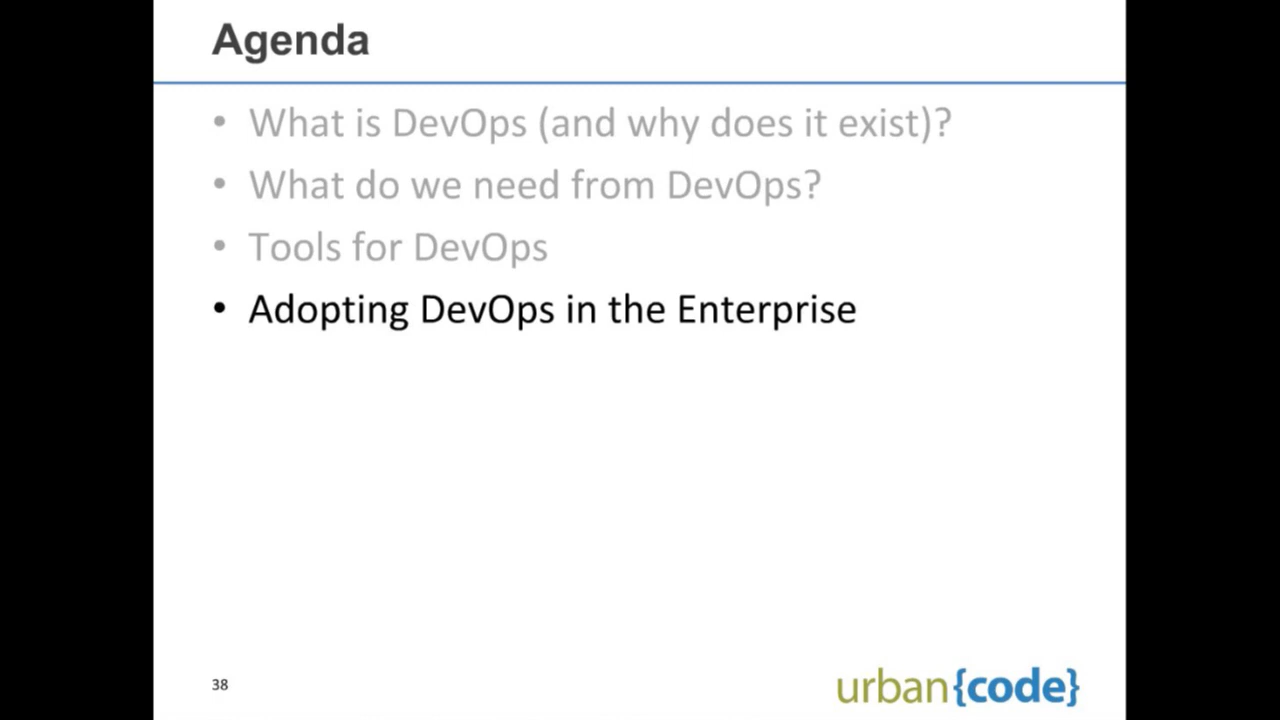 Agenda
• What is DevOps (and why does it exist)?
• What do we need from DevOps?
• Tools for DevOps
• Adopting DevOps in the Enterprise
38
urban{code}